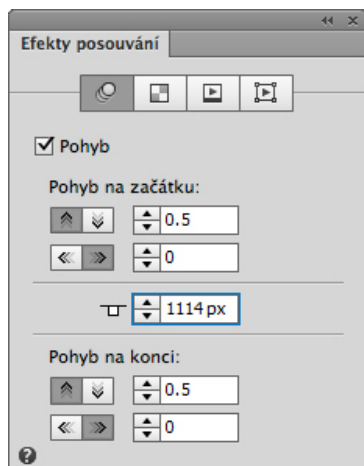 Efekty posouvání
Pohyb
Pohyb na začátku:
0.5
0
1114 px
Pohyb na konci:
0.5
0